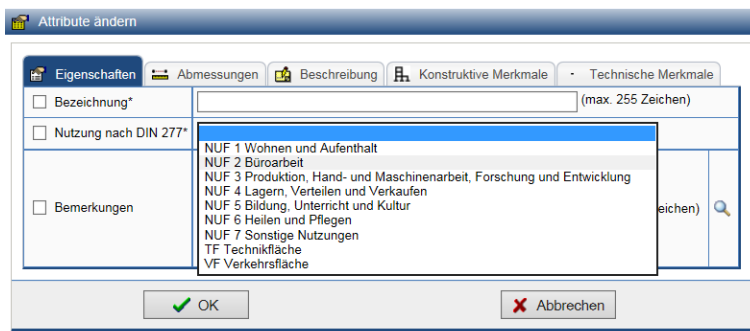 Attribute ändern
Eigenschaften Abmessungen Beschreibung Konstruktive Merkmale Technische Merkmale
Bezeichnung* (max. 255 Zeichen)
Nutzung nach DIN 277*
NUF 1 Wohnen und Aufenthalt
NUF 2 Büroarbeit
NUF 3 Produktion, Hand- und Maschinenarbeit, Forschung und Entwicklung
NUF 4 Lagern, Verteilen und Verkaufen
NUF 5 Bildung, Unterricht und Kultur
NUF 6 Heilen und Pflegen
NUF 7 Sonstige Nutzungen
TF Technikfläche
VF Verkehrsfläche
Bemerkungen eichen)
OK Abbrechen